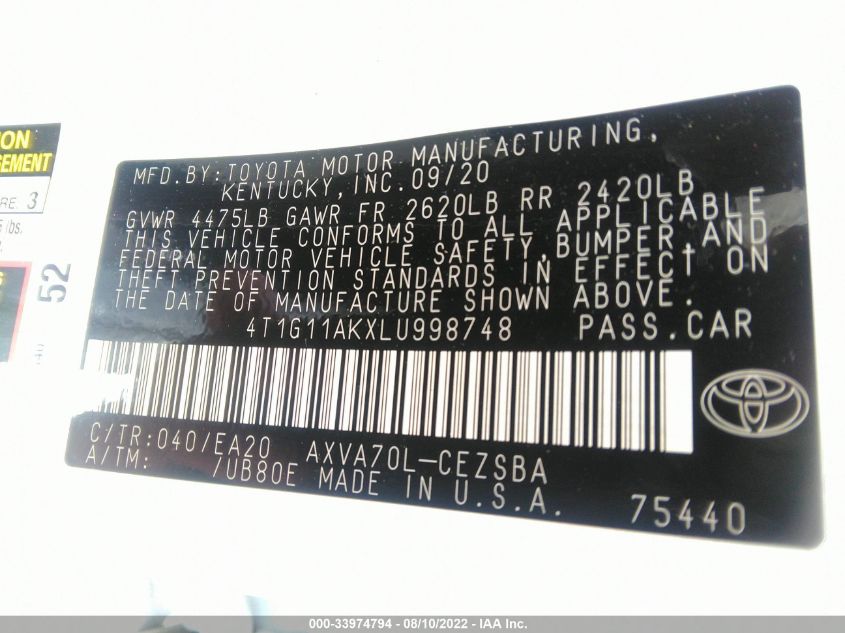 ON
GEMENT
RE. 3
lbs.
52
MFD.BY:TOYOTA MOTOR MANUFACTURING,
KENTUCKY,INC.09/20
GVWR 4475LB GAWR FR 2620LB RR 2420LB
THIS VEHICLE CONFORMS TO ALL APPLICABLE
FEDERAL MOTOR VEHICLE SAFETY,BUMPER,AND
THEFT PREVENTION STANDARDS IN EFFECT ON
THE DATE OF MANUFACTURE SHOWN ABOVE.
4T1G11AKXLU998748 PASS.CAR
C/TR:040/EA20 AXVA70L-CEZSBA
A/TM: /UB80E MADE IN U.S.A.
75440
000-33974794 - 08/10/2022 - IAA Inc.